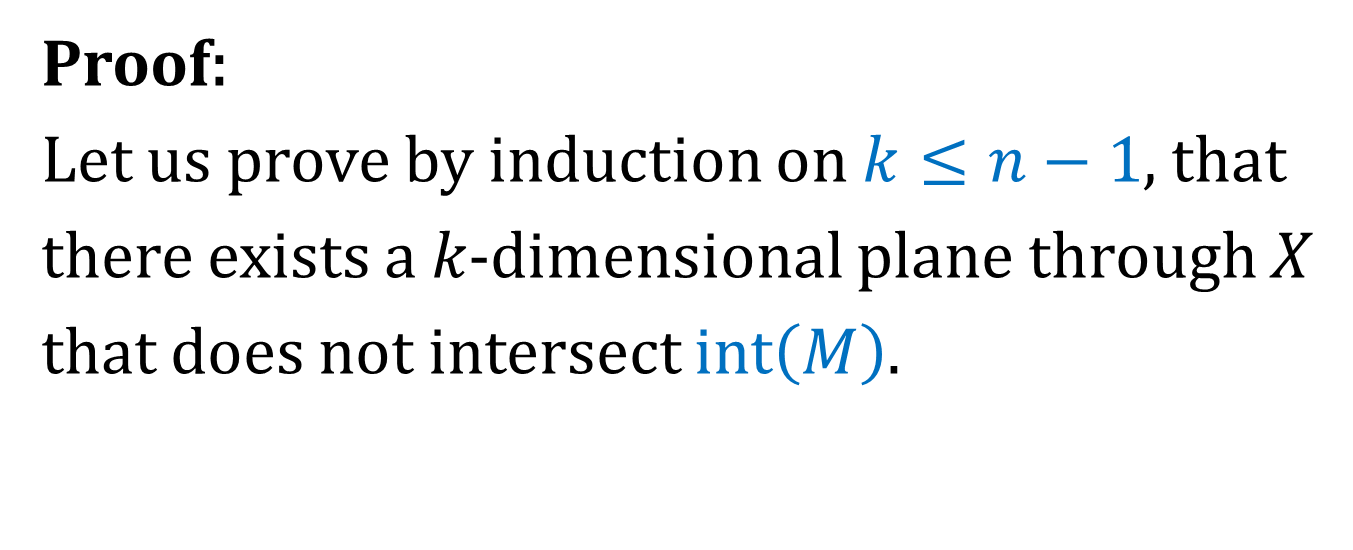 Proof:
Let us prove by induction on k ≤ n − 1, that
there exists a k-dimensional plane through X
that does not intersect int(M).